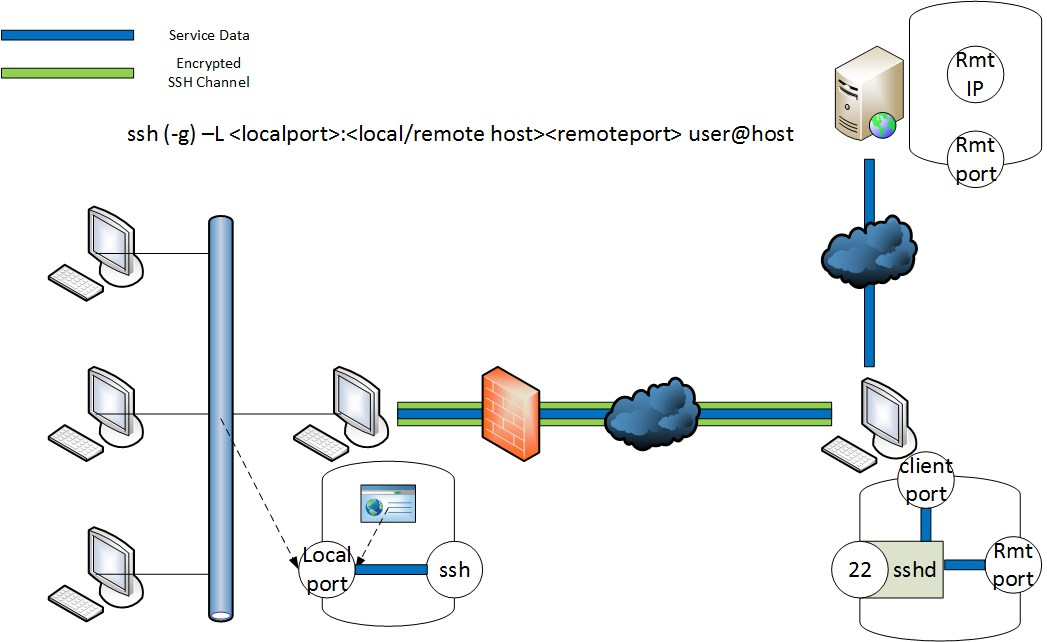 Service Data
Encrypted
SSH Channel
ssh (-g) –L <localport>:<local/remote host><remoteport> user@host
Rmt
IP
Rmt
port
client
port
Local
port
ssh
22
sshd
Rmt
port